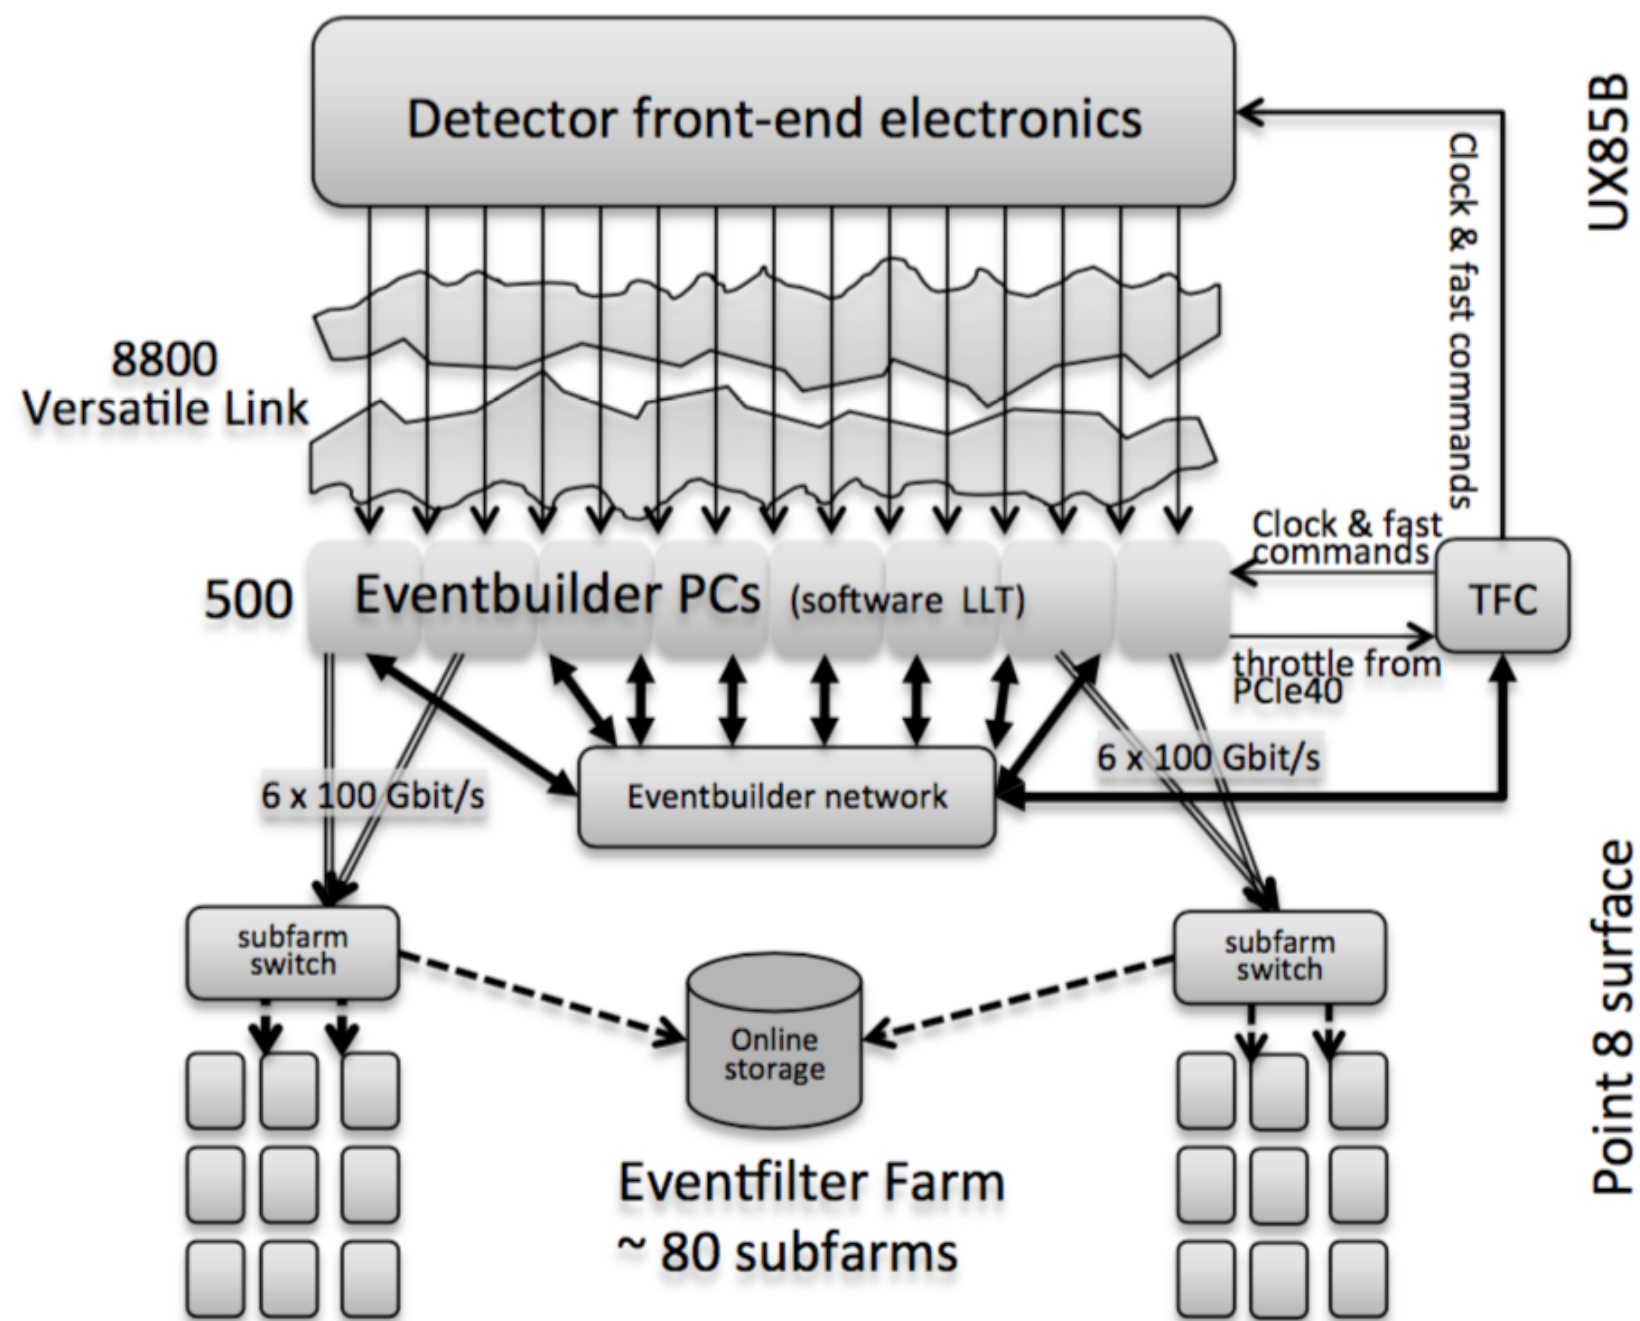 Detector front-end electronics
UX85B
Clock & fast commands
8800
Versatile Link
Clock & fast
commands
500
Eventbuilder PCs (software LLT)
TFC
throttle from
PCIe40
6 x 100 Gbit/s
6 x 100 Gbit/s
Eventbuilder network
subfarm
switch
subfarm
switch
Online
storage
Point 8 surface
Eventfilter Farm
~ 80 subfarms